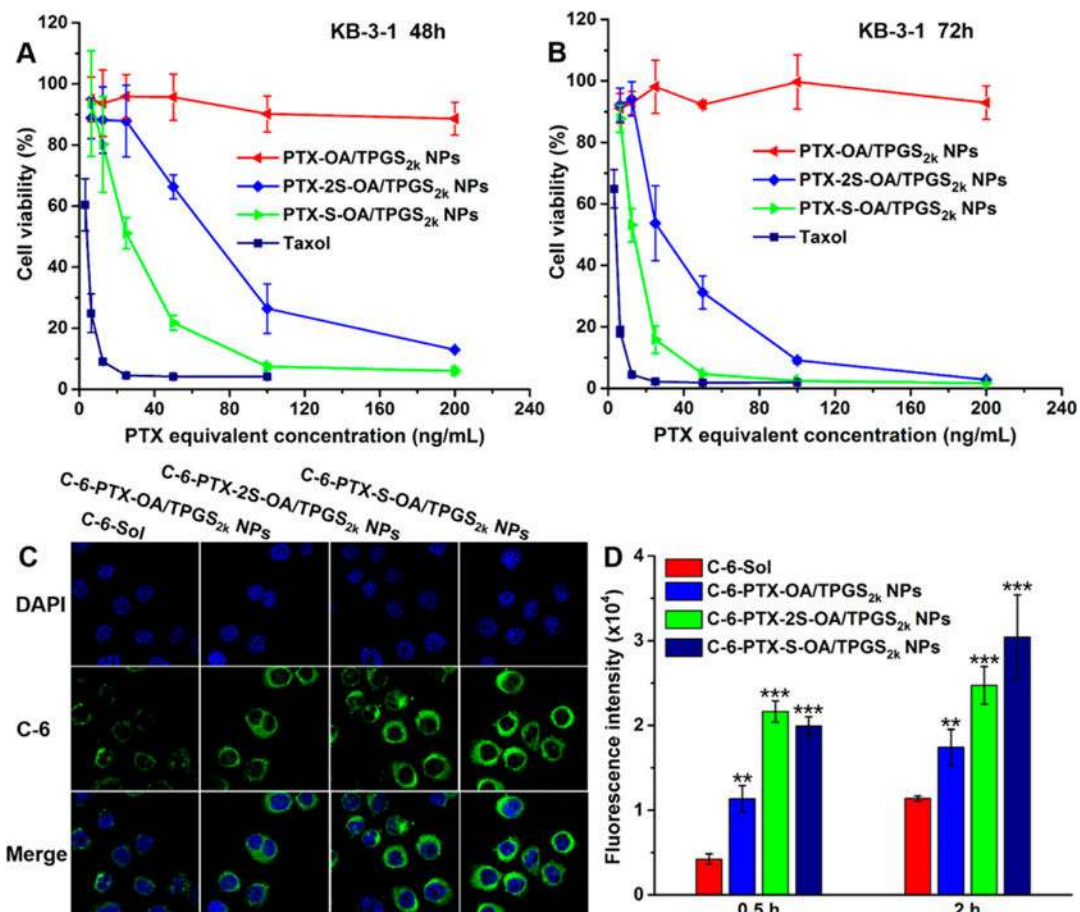 A
KB-3-1 48h
120
100
80
60
40
20
0
Cell viability (%)
PTX-OA/TPGS2k NPs
PTX-2S-OA/TPGS2k NPs
PTX-S-OA/TPGS2k NPs
Taxol
0 40 80 120 160 200 240
PTX equivalent concentration (ng/mL)
B
KB-3-1 72h
120
100
80
60
40
20
0
Cell viability (%)
PTX-OA/TPGS2k NPs
PTX-2S-OA/TPGS2k NPs
PTX-S-OA/TPGS2k NPs
Taxol
0 40 80 120 160 200 240
PTX equivalent concentration (ng/mL)
C
C-6-Sol
C-6-PTX-OA/TPGS2k NPs
C-6-PTX-2S-OA/TPGS2k NPs
C-6-PTX-S-OA/TPGS2k NPs
DAPI
C-6
Merge
D
4
3
2
1
0
Fluorescence intensity (x10^4)
C-6-Sol
C-6-PTX-OA/TPGS2k NPs
C-6-PTX-2S-OA/TPGS2k NPs
C-6-PTX-S-OA/TPGS2k NPs
** *** ***
** *** ***
0.5 h 2 h